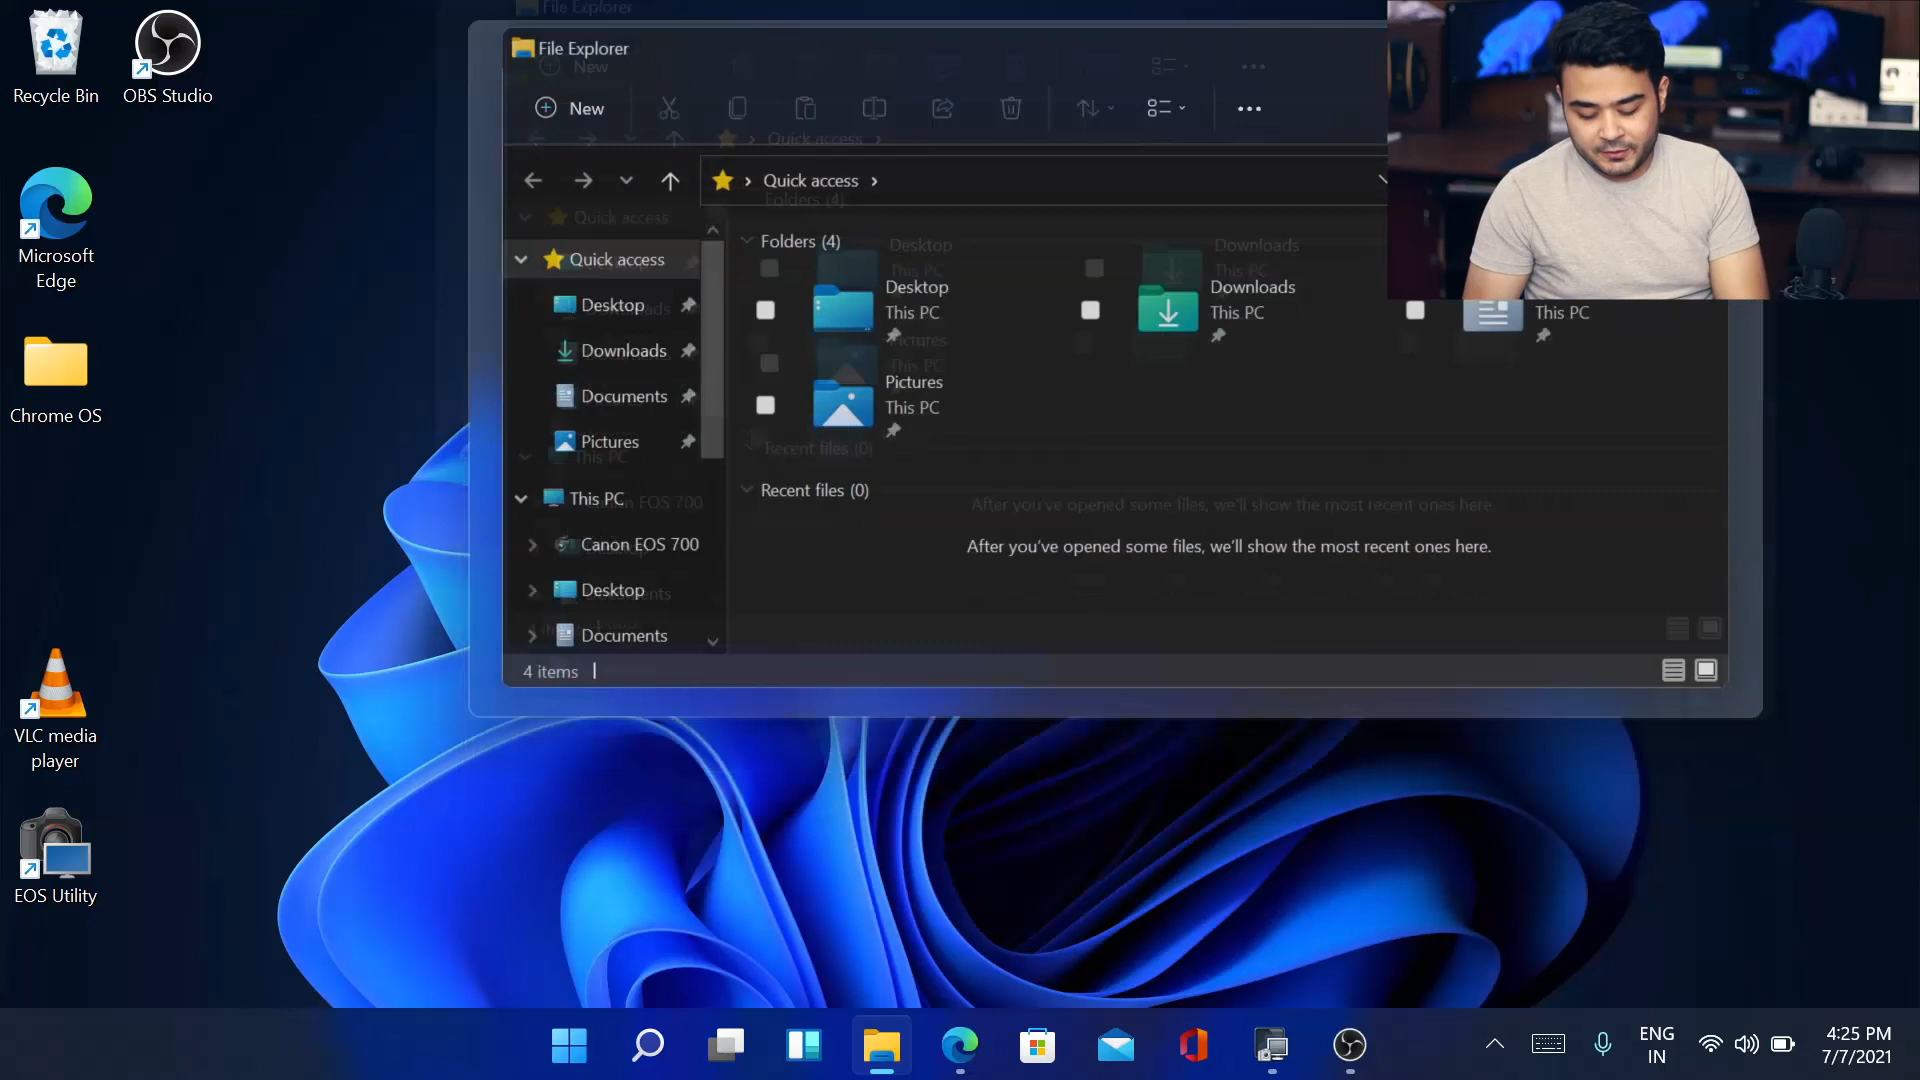 Recycle Bin
OBS Studio
Microsoft
Edge
Chrome OS
VLC media
player
EOS Utility
File Explorer
File Explorer
New
New
Quick access
Quick access
Folders (4)
Quick access
Folders (4)
Desktop
This PC
Downloads
This PC
Quick access
Desktop
This PC
Downloads
This PC
This PC
Desktop
Downloads
Documents
Pictures
Pictures
This PC
Pictures
This PC
Recent files (0)
Recent files (0)
This PC
This PC
Canon EOS 700
Desktop
Documents
Documents
After you've opened some files, we'll show the most recent ones here.
After you've opened some files, we'll show the most recent ones here.
4 items
ENG
IN
4:25 PM
7/7/2021